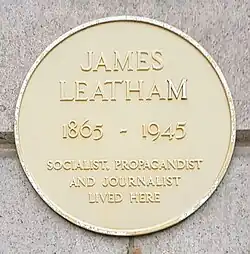 JAMES
LEATHAM
1865 - 1945
SOCIALIST, PROPAGANDIST
AND JOURNALIST
LIVED HERE